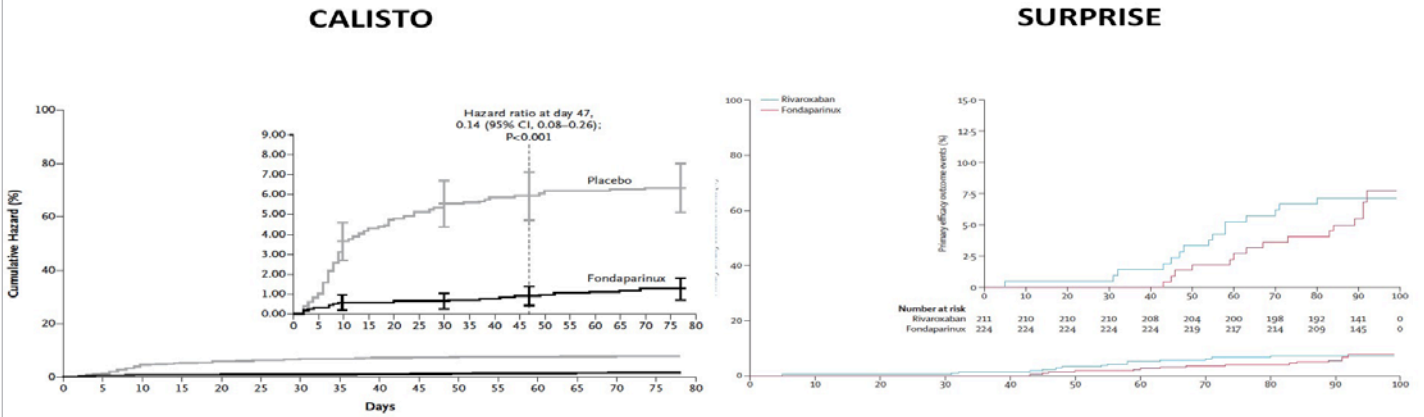 CALISTO
Hazard ratio at day 47,
0.14 (95% CI, 0.08–0.26);
P<0.001
100
80
60
40
20
0
Cumulative Hazard (%)
9.00
8.00
7.00
6.00
5.00
4.00
3.00
2.00
1.00
0.00
Placebo
Fondaparinux
0 5 10 15 20 25 30 35 40 45 50 55 60 65 70 75 80
0 5 10 15 20 25 30 35 40 45 50 55 60 65 70 75 80
Days
SURPRISE
Rivaroxaban
Fondaparinux
100
80
60
40
20
0
15·0
12·5
10·0
7·5
5·0
2·5
0
Primary efficacy outcome events (%)
0 10 20 30 40 50 60 70 80 90 100
Number at risk
Rivaroxaban 211 210 210 210 208 204 200 198 192 141 0
Fondaparinux 224 224 224 224 224 219 217 214 209 145 0
0 10 20 30 40 50 60 70 80 90 100